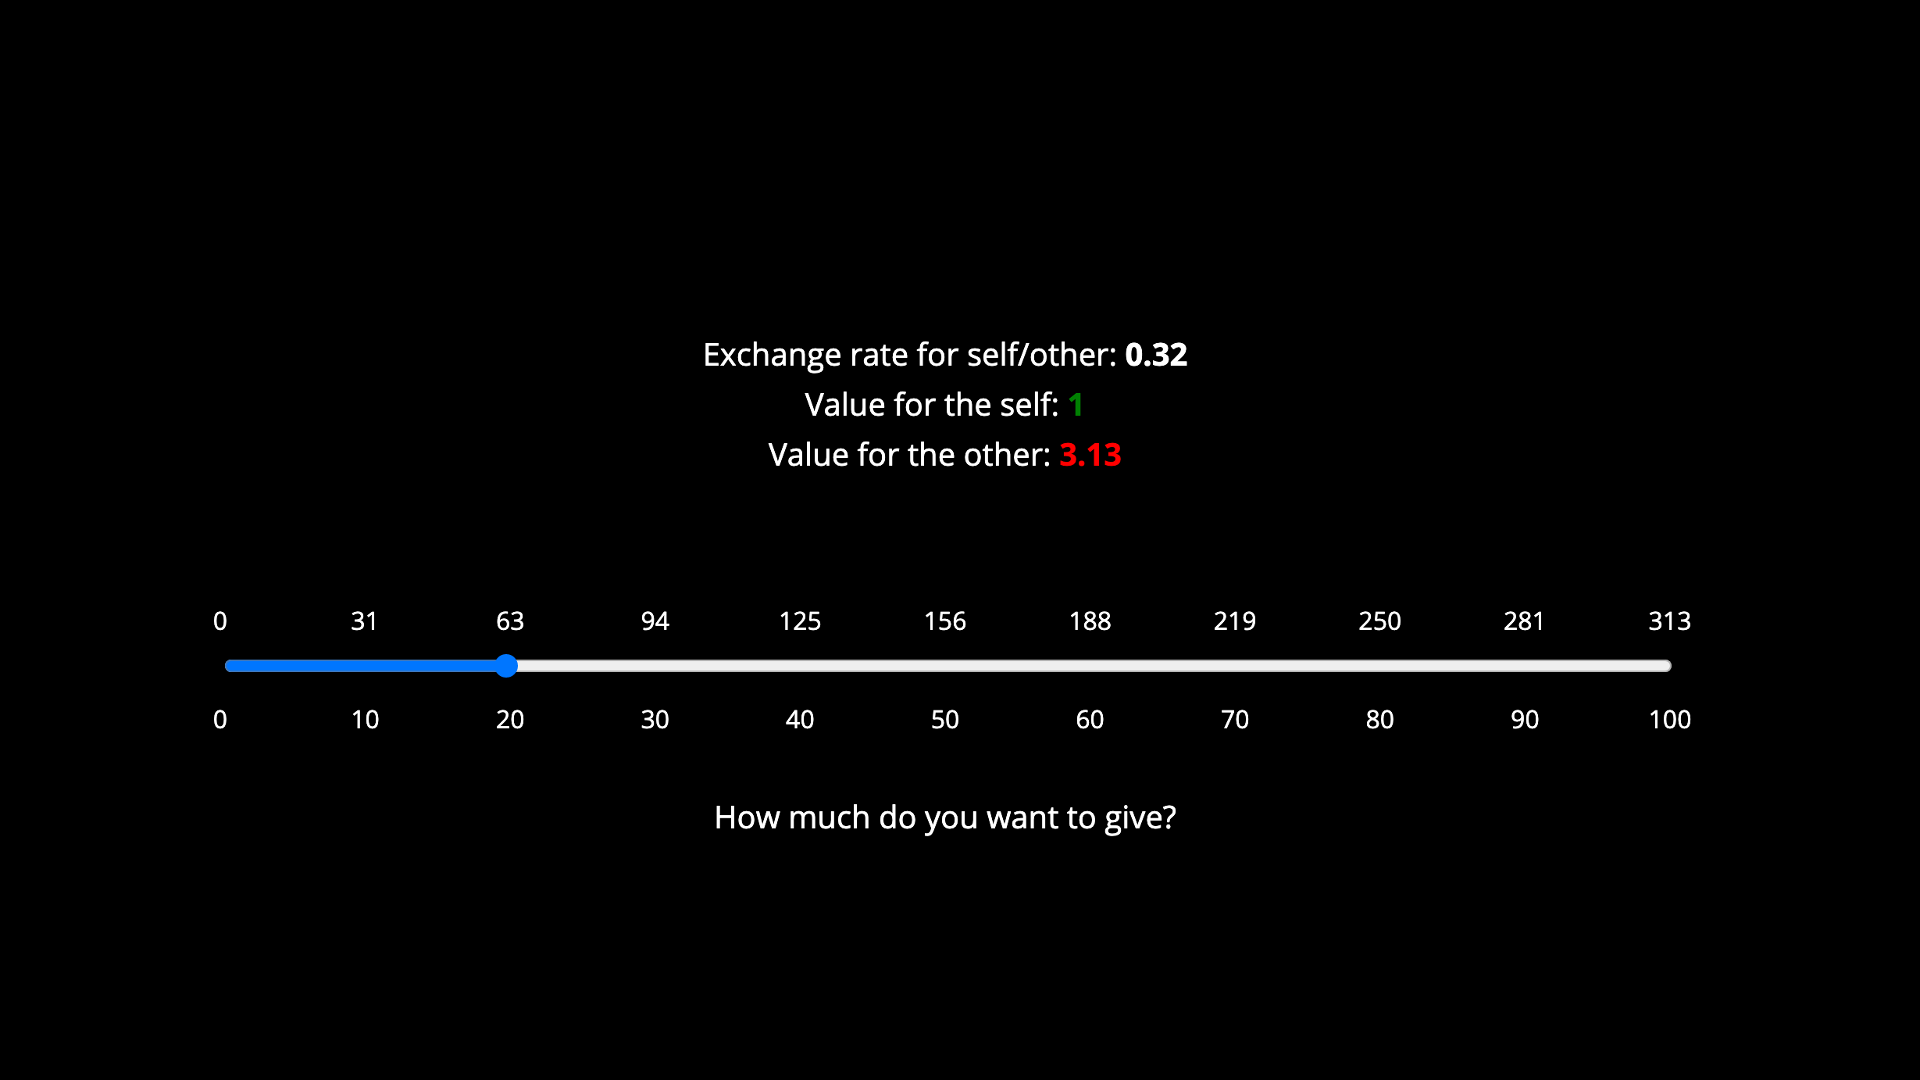 Exchange rate for self/other: 0.32
Value for the self: 1
Value for the other: 3.13
0 31 63 94 125 156 188 219 250 281 313
0 10 20 30 40 50 60 70 80 90 100
How much do you want to give?